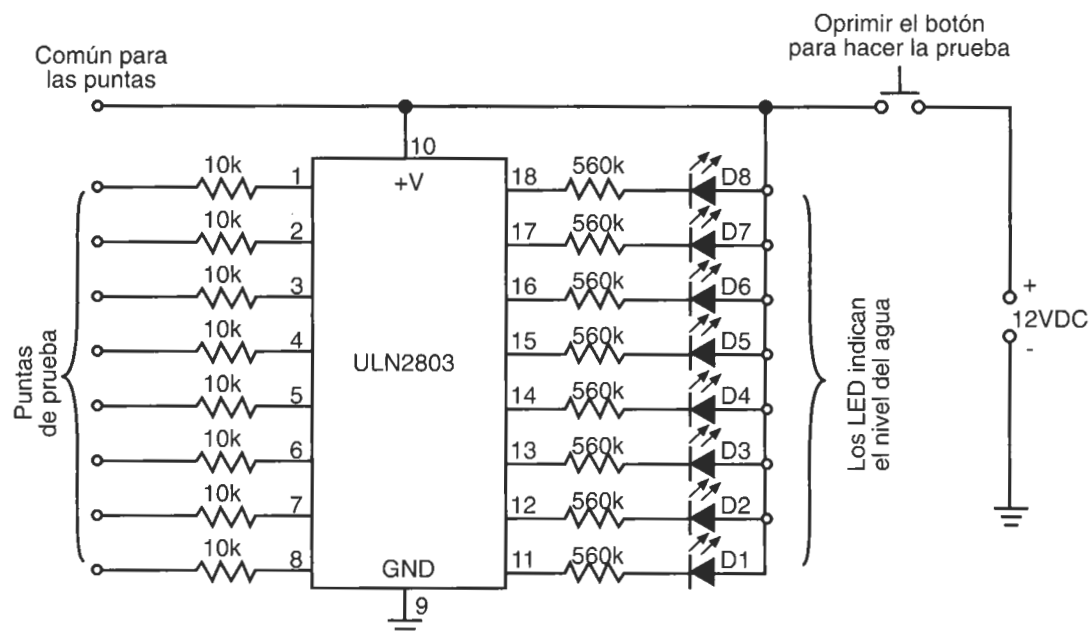 Oprimir el botón
para hacer la prueba
Común para
las puntas
10
+V
10k
1
18
560k
D8
10k
2
17
560k
D7
10k
3
16
560k
D6
10k
4
15
560k
D5
10k
5
14
560k
D4
10k
6
13
560k
D3
10k
7
12
560k
D2
10k
8
11
560k
D1
ULN2803
GND
9
Puntas
de prueba
Los LED indican
el nivel del agua
+
12VDC
-